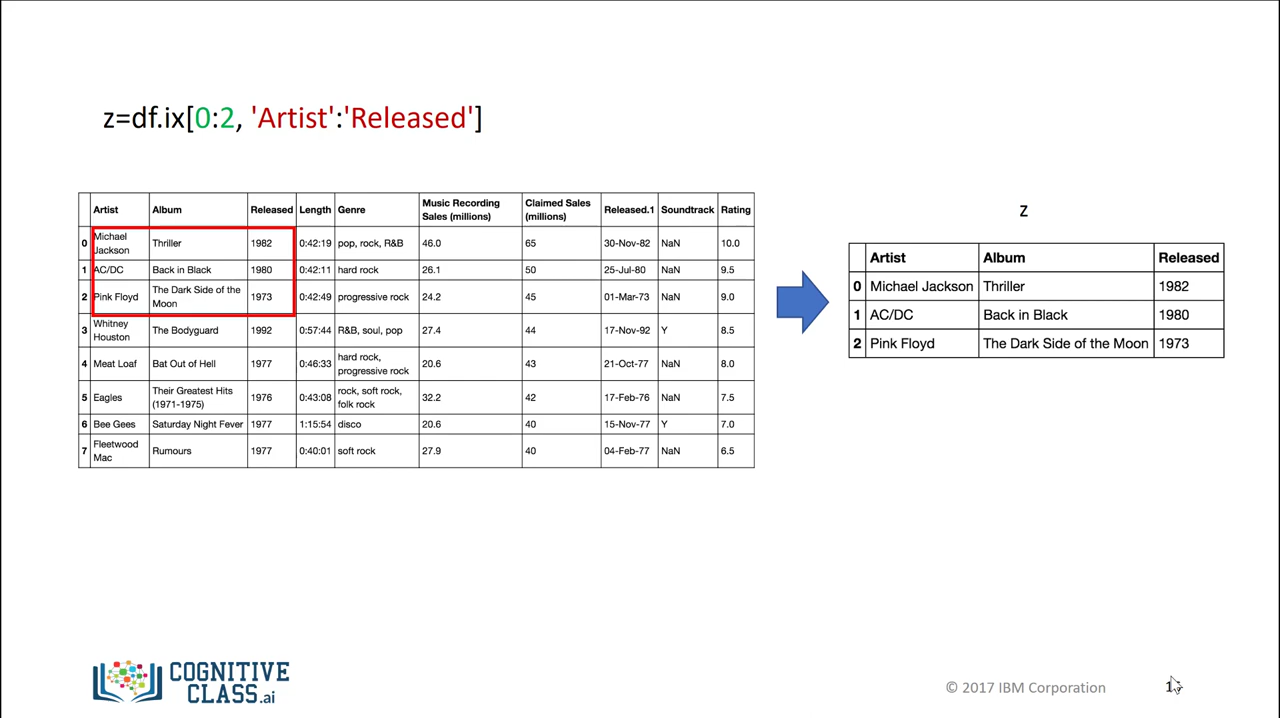 z=df.ix[0:2, 'Artist':'Released']
Artist Album Released Length Genre Music Recording Sales (millions) Claimed Sales (millions) Released.1 Soundtrack Rating
0 Michael Jackson Thriller 1982 0:42:19 pop, rock, R&B 46.0 65 30-Nov-82 NaN 10.0
1 AC/DC Back in Black 1980 0:42:11 hard rock 26.1 50 25-Jul-80 NaN 9.5
2 Pink Floyd The Dark Side of the Moon 1973 0:42:49 progressive rock 24.2 45 01-Mar-73 NaN 9.0
3 Whitney Houston The Bodyguard 1992 0:57:44 R&B, soul, pop 27.4 44 17-Nov-92 Y 8.5
4 Meat Loaf Bat Out of Hell 1977 0:46:33 hard rock, progressive rock 20.6 43 21-Oct-77 NaN 8.0
5 Eagles Their Greatest Hits (1971-1975) 1976 0:43:08 rock, soft rock, folk rock 32.2 42 17-Feb-76 NaN 7.5
6 Bee Gees Saturday Night Fever 1977 1:15:54 disco 20.6 40 15-Nov-77 Y 7.0
7 Fleetwood Mac Rumours 1977 0:40:01 soft rock 27.9 40 04-Feb-77 NaN 6.5
z
Artist Album Released
0 Michael Jackson Thriller 1982
1 AC/DC Back in Black 1980
2 Pink Floyd The Dark Side of the Moon 1973
COGNITIVE
CLASS.ai
© 2017 IBM Corporation